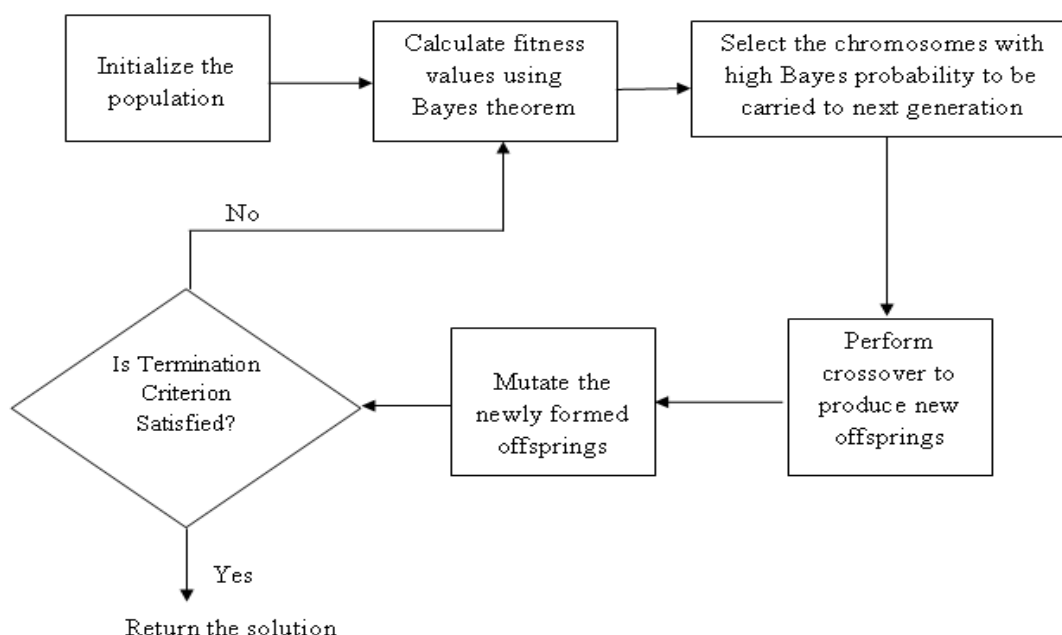 Initialize the
population
Calculate fitness
values using
Bayes theorem
Select the chromosomes with
high Bayes probability to be
carried to next generation
Perform
crossover to
produce new
offsprings
Mutate the
newly formed
offsprings
Is Termination
Criterion
Satisfied?
No
Yes
Return the solution